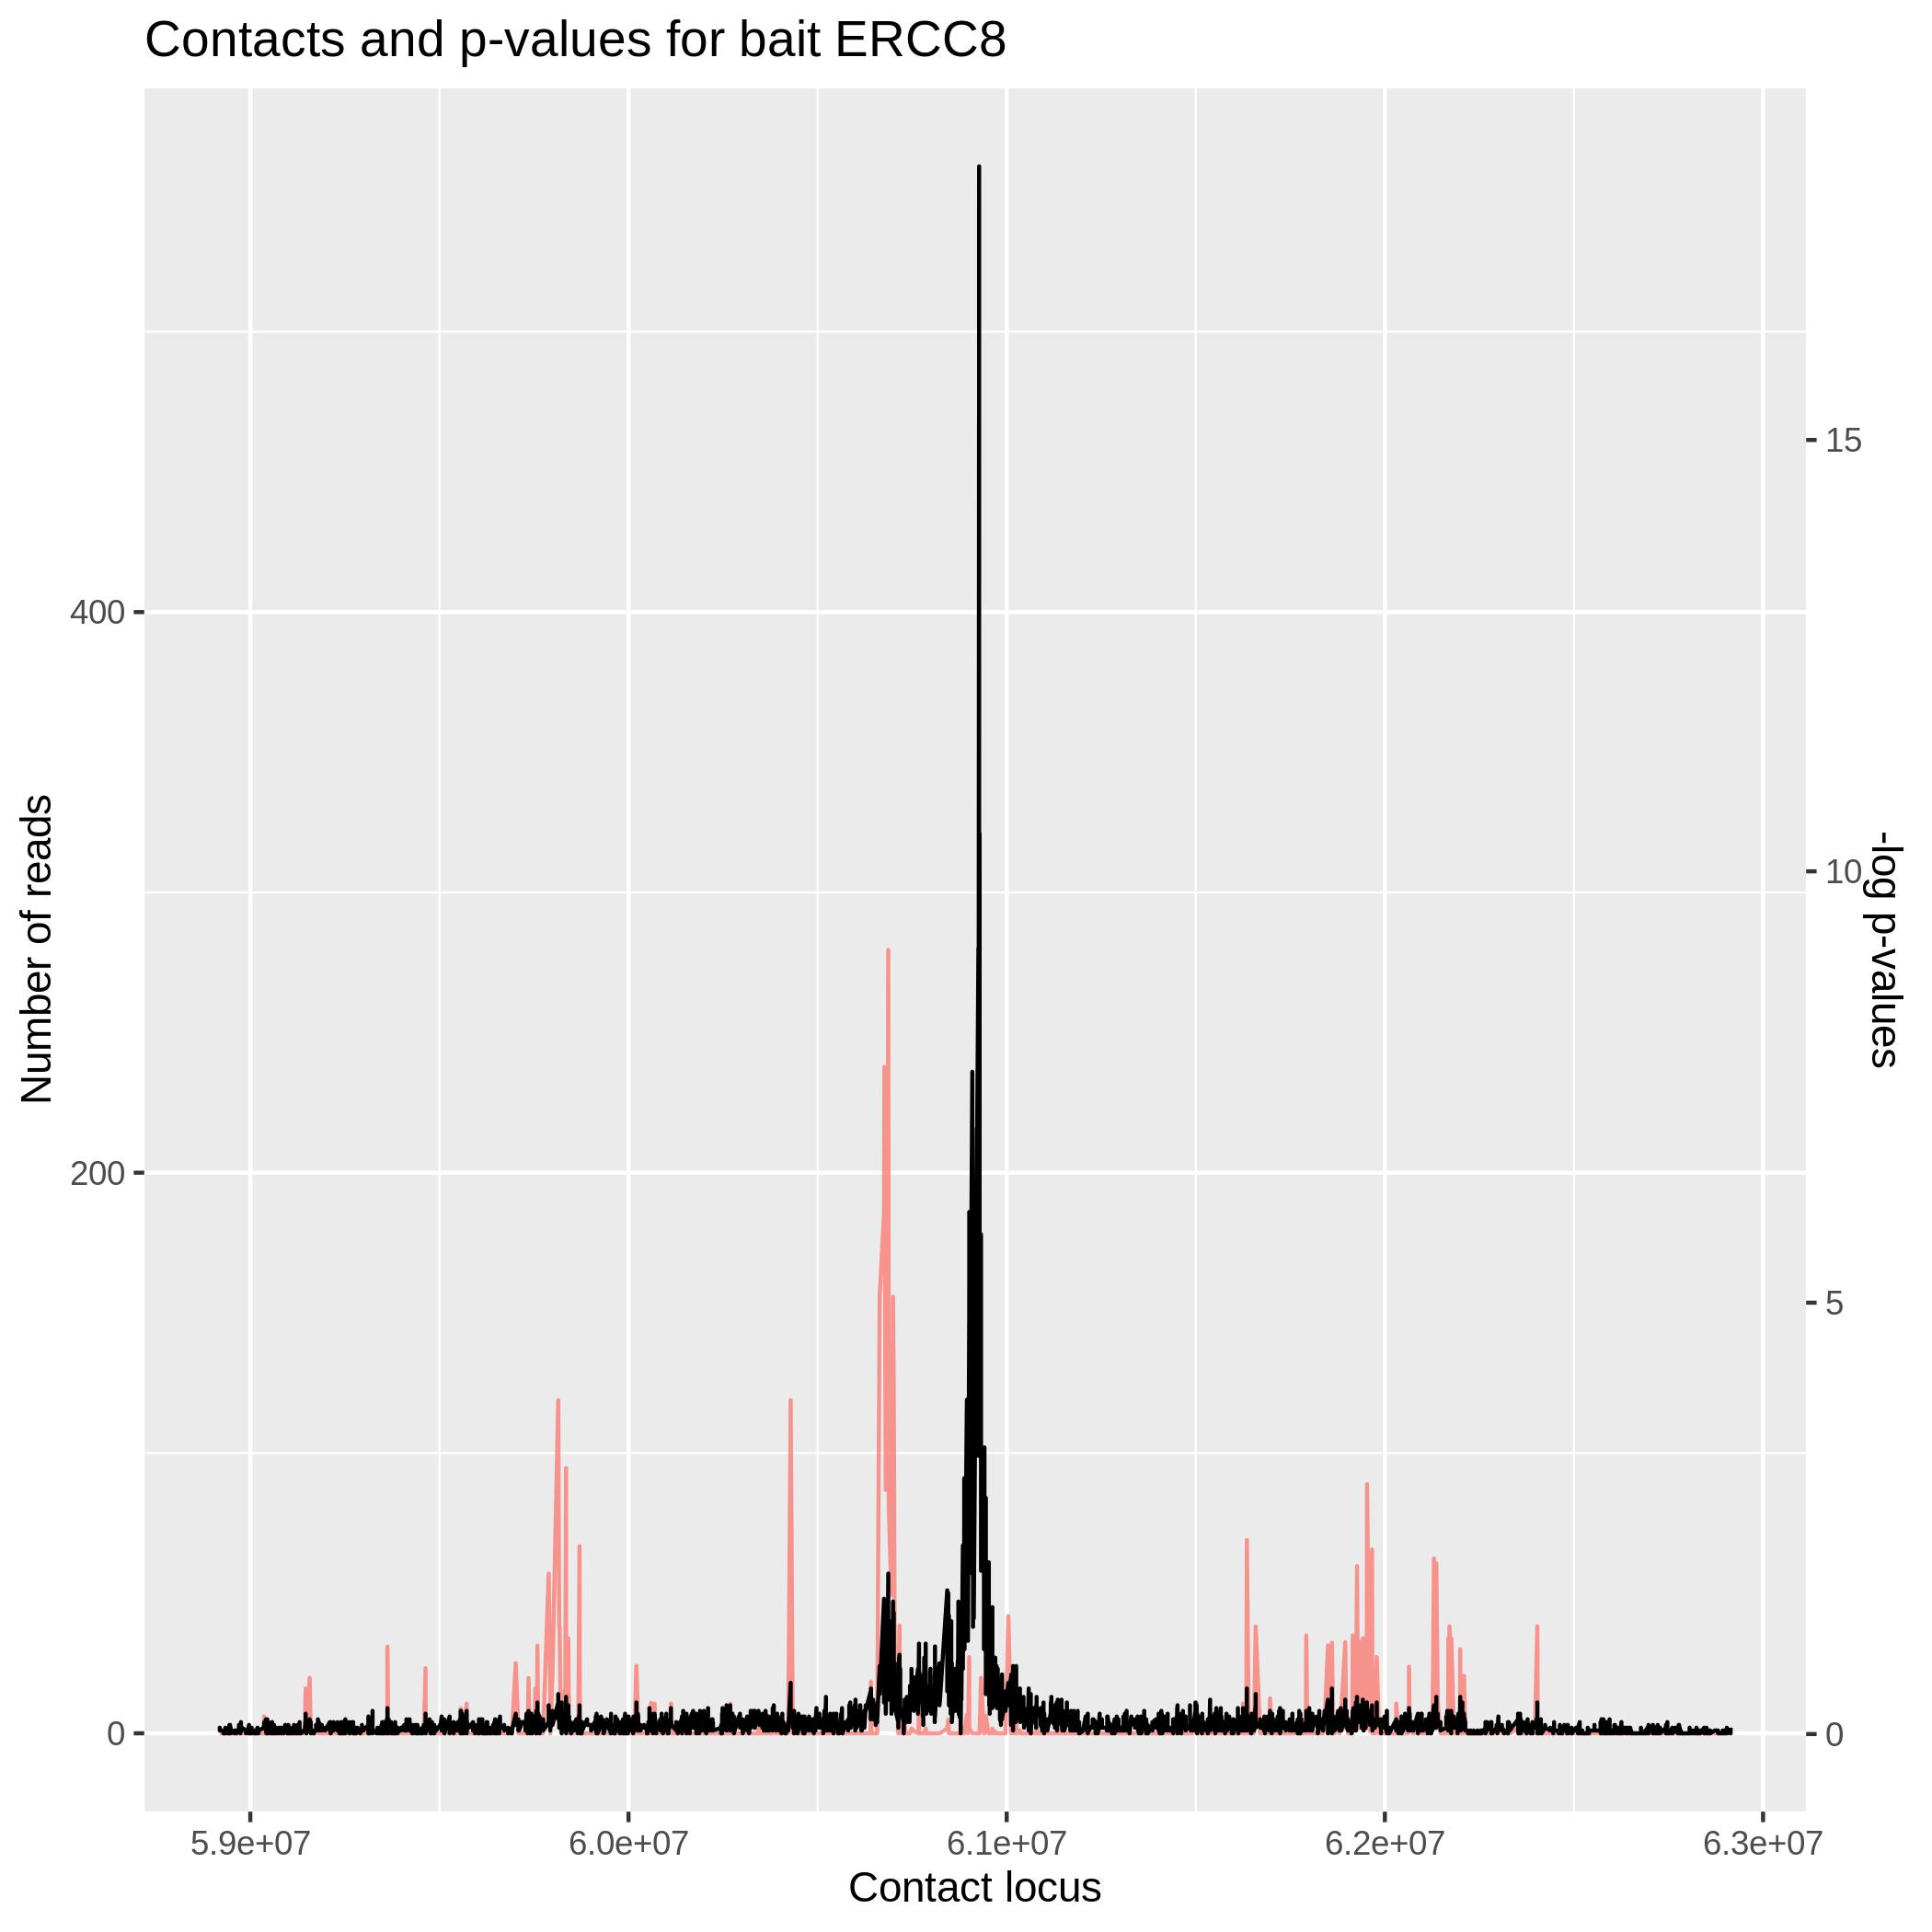 Contacts and p-values for bait ERCC8
Number of reads
400
200
0
15
10
5
0
-log p-values
5.9e+07 6.0e+07 6.1e+07 6.2e+07 6.3e+07
Contact locus